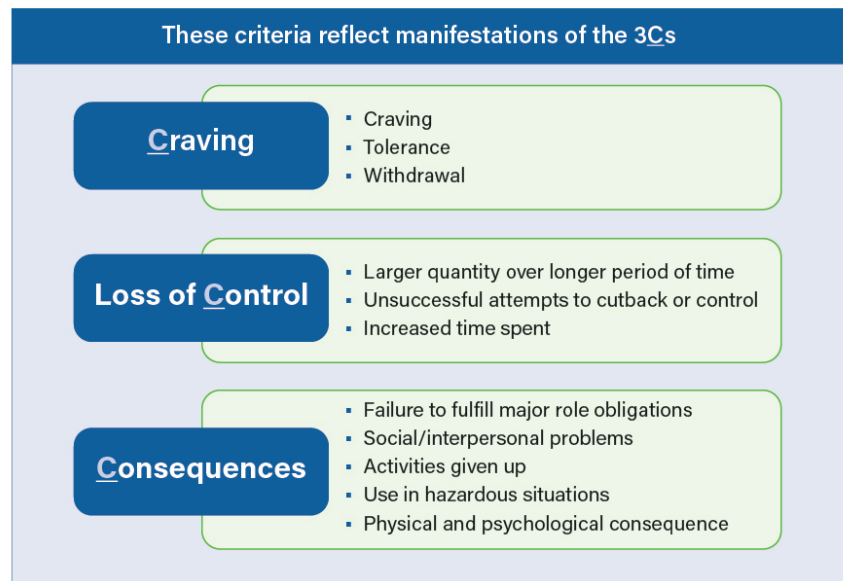 These criteria reflect manifestations of the 3Cs
Craving
▪ Craving
▪ Tolerance
▪ Withdrawal
Loss of Control
▪ Larger quantity over longer period of time
▪ Unsuccessful attempts to cutback or control
▪ Increased time spent
Consequences
▪ Failure to fulfill major role obligations
▪ Social/interpersonal problems
▪ Activities given up
▪ Use in hazardous situations
▪ Physical and psychological consequence